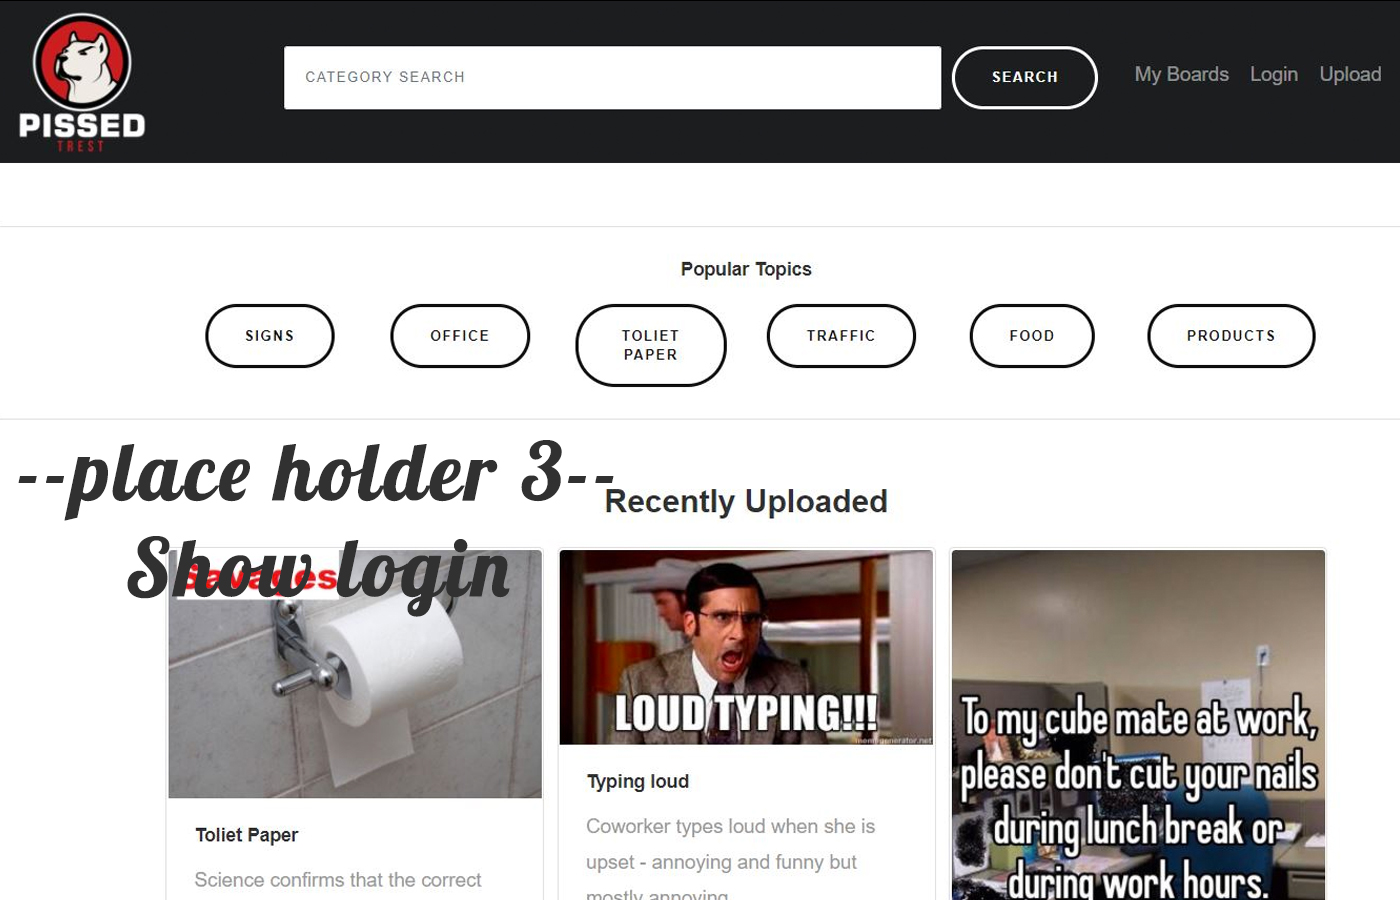 PISSED
TREST
CATEGORY SEARCH
SEARCH
My Boards
Login
Upload
Popular Topics
SIGNS
OFFICE
TOLIET
PAPER
TRAFFIC
FOOD
PRODUCTS
--place holder 3--
Show login
Recently Uploaded
Savages
LOUD TYPING!!!
memegenerator.net
To my cube mate at work,
please don't cut your nails
during lunch break or
during work hours.
Toliet Paper
Science confirms that the correct
Typing loud
Coworker types loud when she is
upset - annoying and funny but
mostly annoying